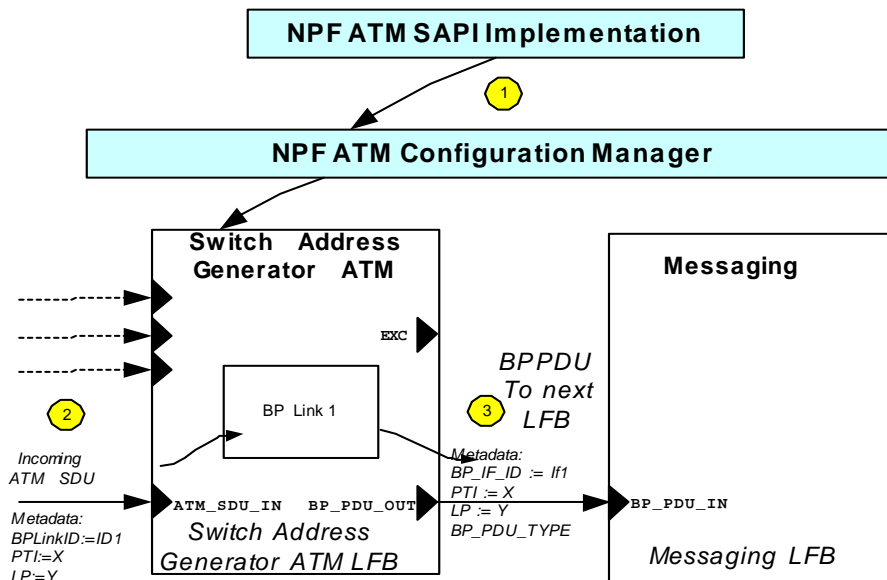 NPF ATM SAPI Implementation
1
NPF ATM Configuration Manager
Switch Address
Generator ATM
Messaging
EXC
BP Link 1
BPPDU
To next
LFB
2
3
Incoming
ATM SDU
Metadata:
BP_IF_ID := If1
PTI := X
LP := Y
BP_PDU_TYPE
ATM_SDU_IN
BP_PDU_OUT
BP_PDU_IN
Metadata:
BPLinkID:=ID1
PTI:=X
LP:=Y
Switch Address
Generator ATM LFB
Messaging LFB